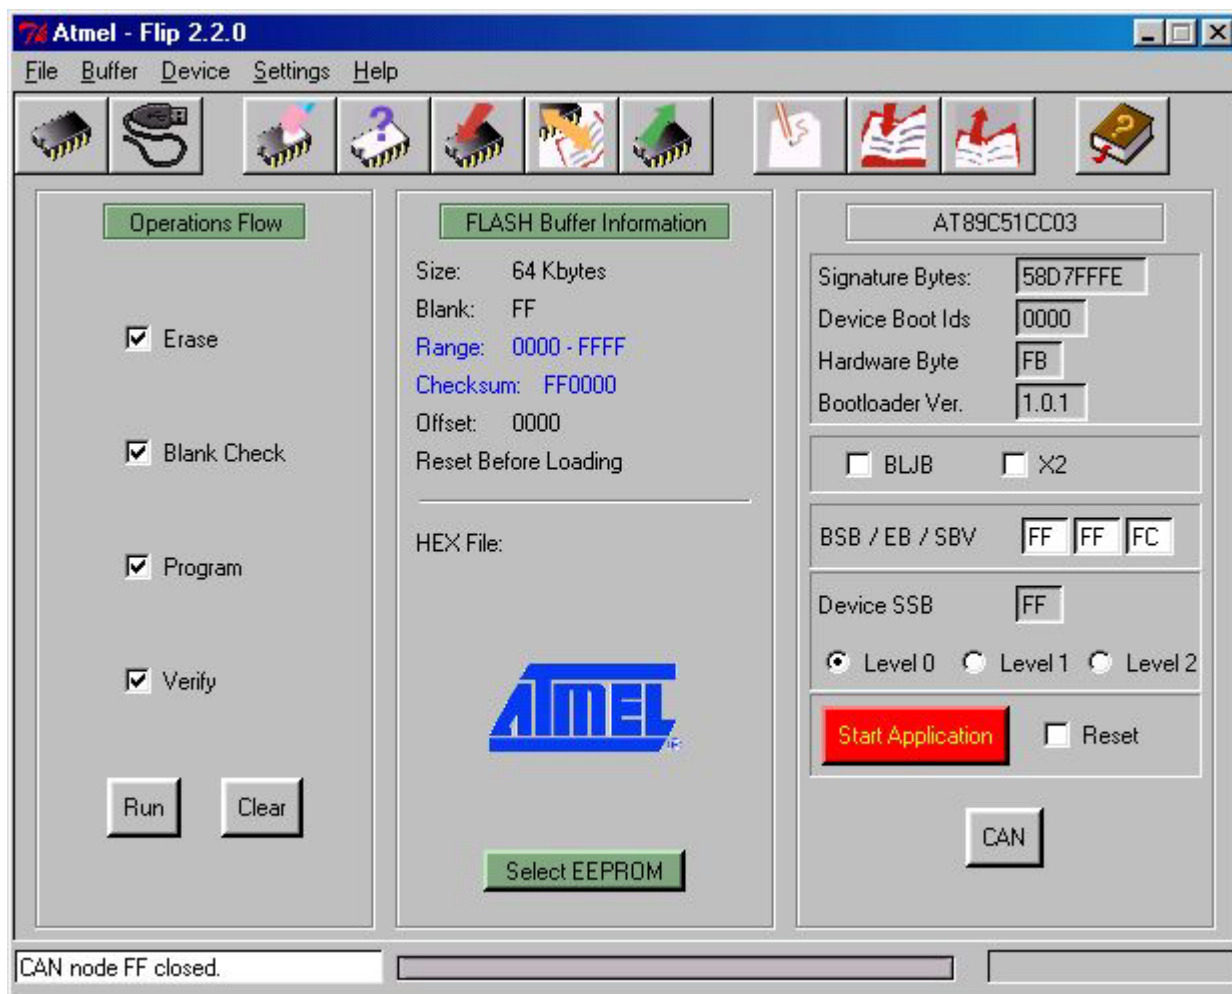 Atmel - Flip 2.2.0
File Buffer Device Settings Help
Operations Flow
Erase
Blank Check
Program
Verify
Run Clear
FLASH Buffer Information
Size: 64 Kbytes
Blank: FF
Range: 0000 - FFFF
Checksum: FF0000
Offset: 0000
Reset Before Loading
HEX File:
ATMEL ®
Select EEPROM
AT89C51CC03
Signature Bytes: 58D7FFFE
Device Boot Ids 0000
Hardware Byte FB
Bootloader Ver. 1.0.1
BLJB X2
BSB / EB / SBV FF FF FC
Device SSB FF
Level 0 Level 1 Level 2
Start Application Reset
CAN
CAN node FF closed.